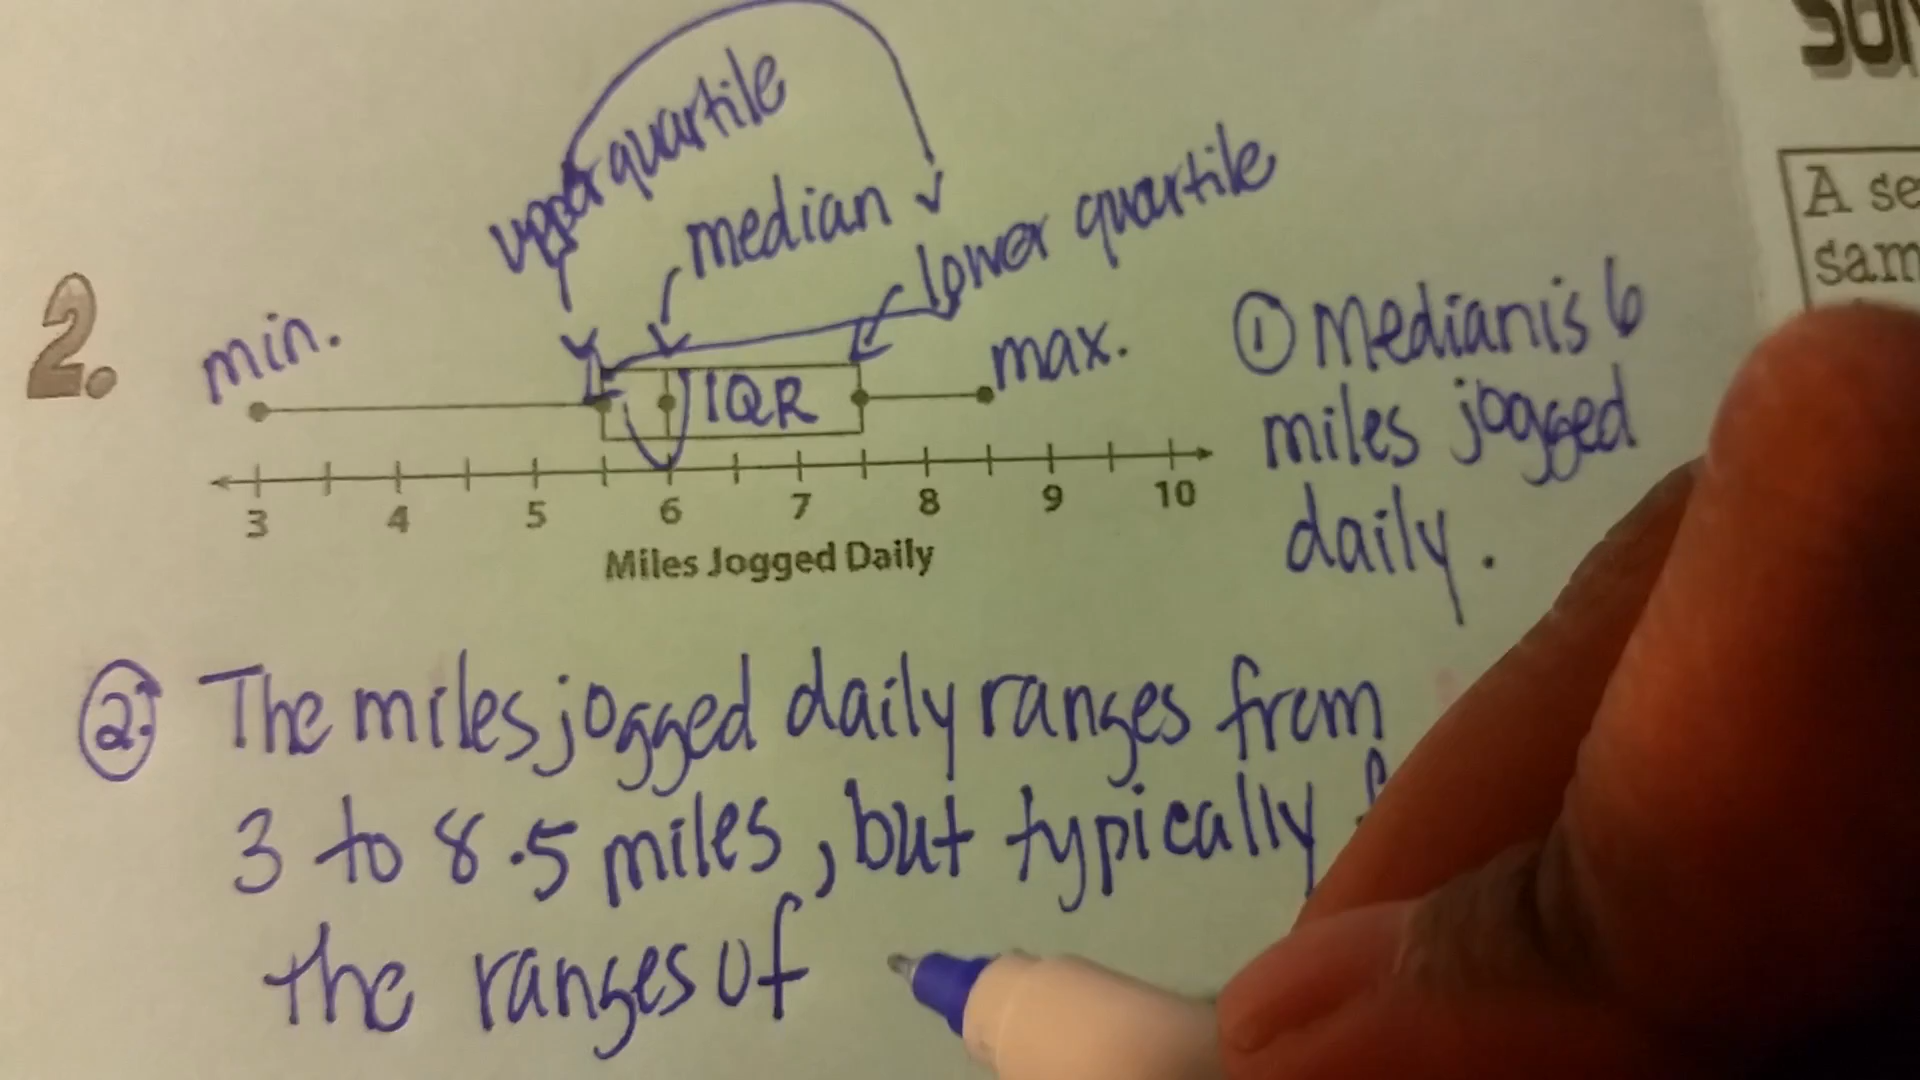 SUM
upper quartile
median
lower quartile
2.
min.
max.
IQR
3 4 5 6 7 8 9 10
Miles Jogged Daily
① Median is 6
miles jogged
daily.
A se
sam
②. The miles jogged daily ranges from
3 to 8.5 miles, but typically
the ranges of